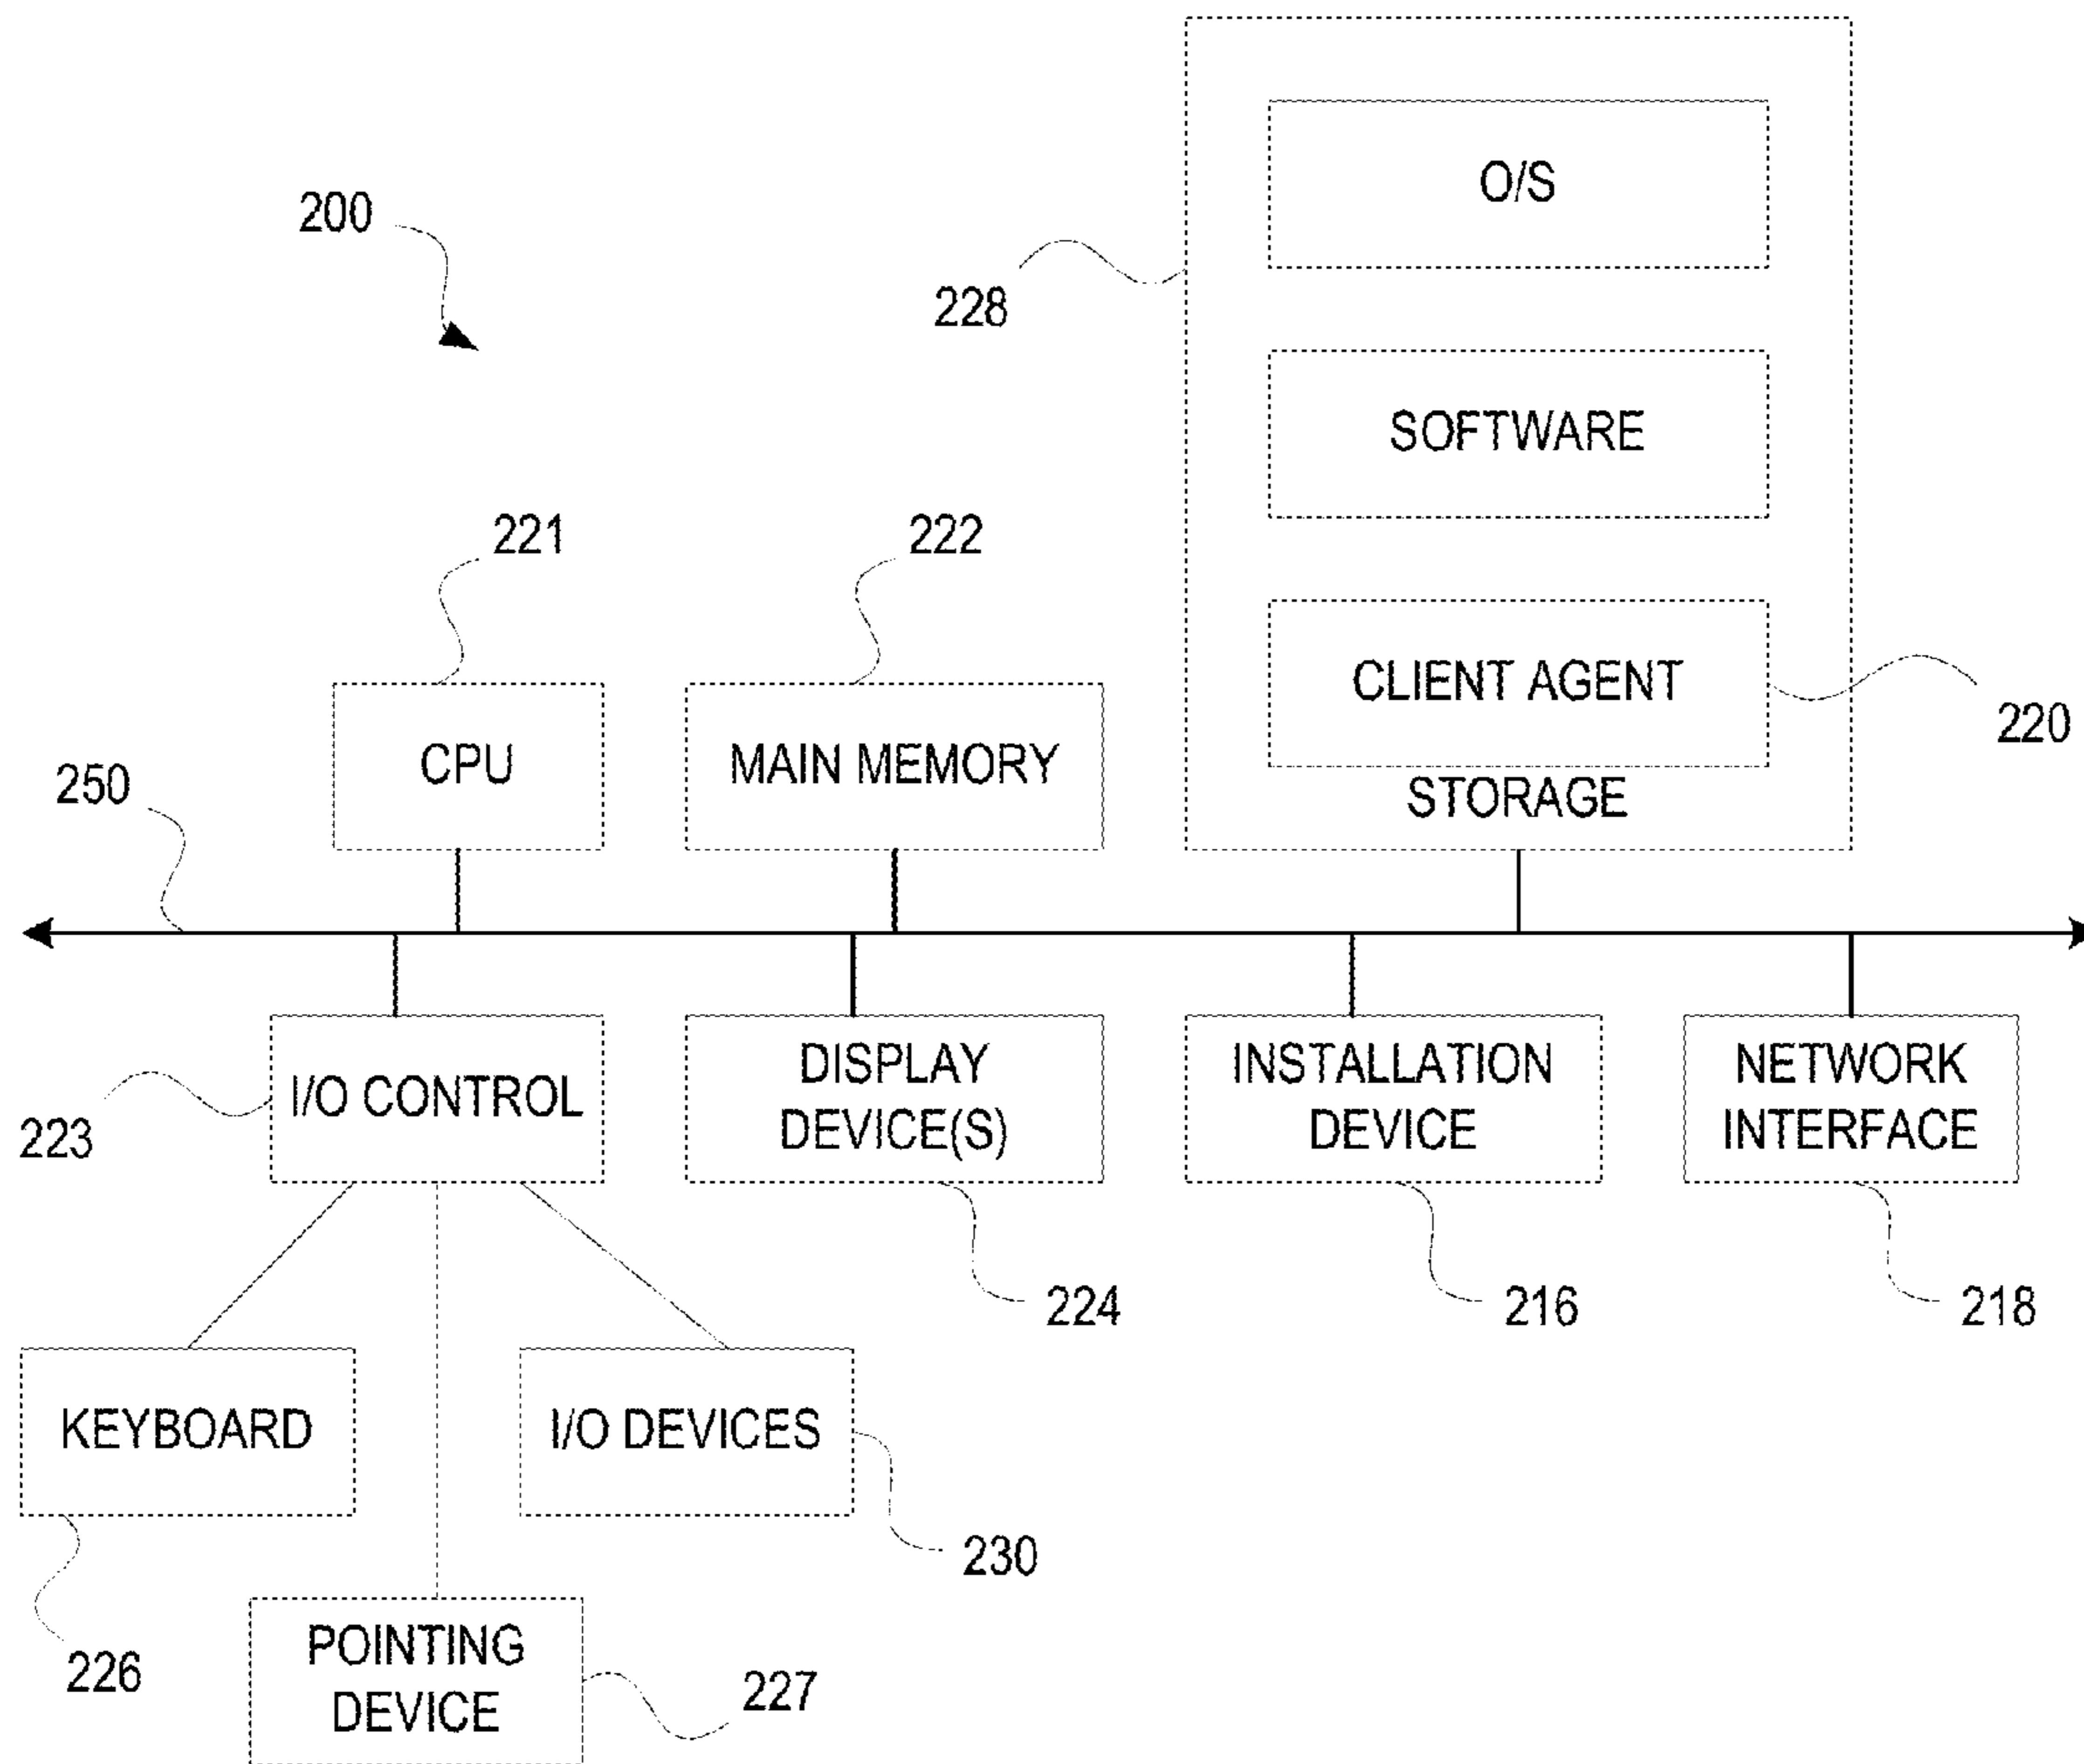 O/S
200
228
SOFTWARE
221
222
CLIENT AGENT
220
CPU
MAIN MEMORY
250
STORAGE
I/O CONTROL
223
DISPLAY
DEVICE(S)
INSTALLATION
DEVICE
NETWORK
INTERFACE
224
216
218
KEYBOARD
I/O DEVICES
230
226
POINTING
DEVICE
227